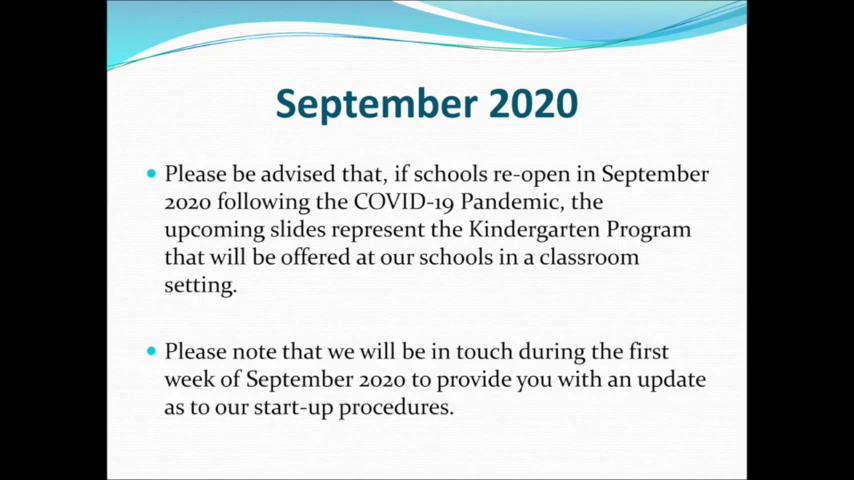 September 2020
Please be advised that, if schools re-open in September
2020 following the COVID-19 Pandemic, the
upcoming slides represent the Kindergarten Program
that will be offered at our schools in a classroom
setting.
Please note that we will be in touch during the first
week of September 2020 to provide you with an update
as to our start-up procedures.